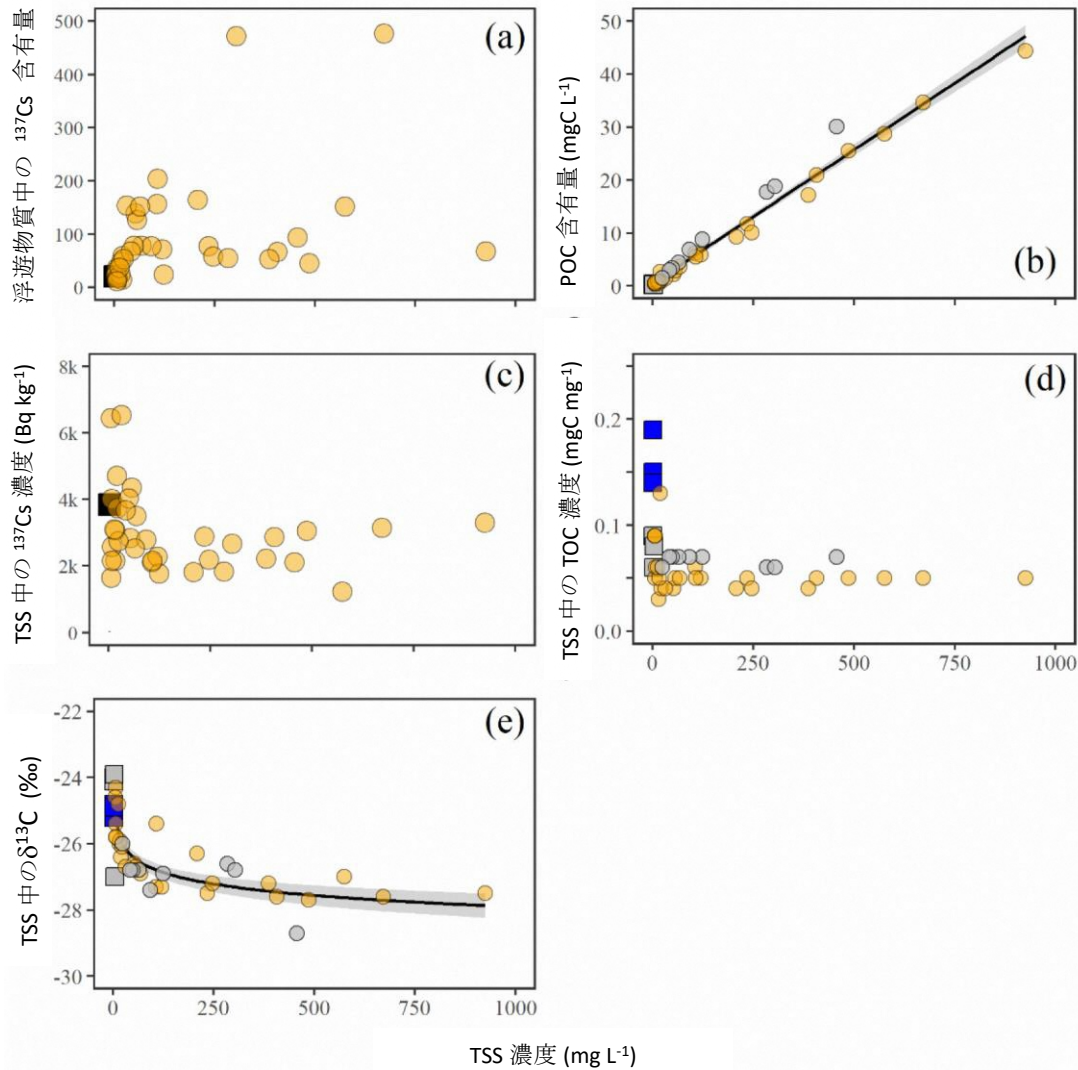 浮遊物質中の ¹³⁷Cs 含有量
500
400
300
200
100
0
(a)
POC 含有量 (mgC L⁻¹)
50
40
30
20
10
0
(b)
TSS 中の ¹³⁷Cs 濃度 (Bq kg⁻¹)
8k
6k
4k
2k
0
(c)
TSS 中の TOC 濃度 (mgC mg⁻¹)
0.2
0.1
0.0
(d)
0 250 500 750 1000
TSS 中のδ¹³C (‰)
-22
-24
-26
-28
-30
(e)
0 250 500 750 1000
TSS 濃度 (mg L⁻¹)